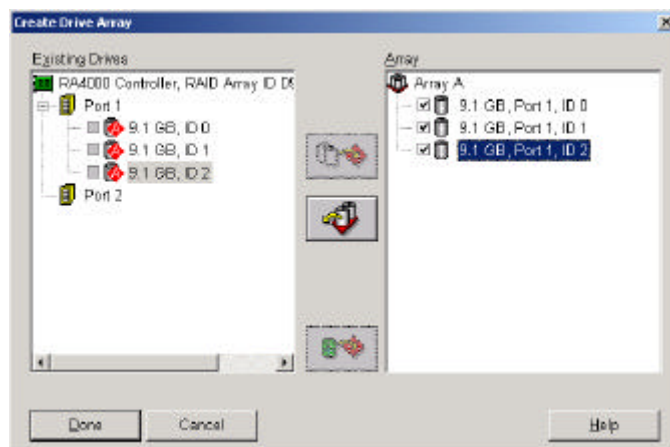 Create Drive Array
Existing Drives
RA4000 Controller, RAID Array ID
Port 1
9.1 GB, ID 0
9.1 GB, ID 1
9.1 GB, ID 2
Port 2
Array
Array A
9.1 GB, Port 1, ID 0
9.1 GB, Port 1, ID 1
9.1 GB, Port 1, ID 2
Done
Cancel
Help